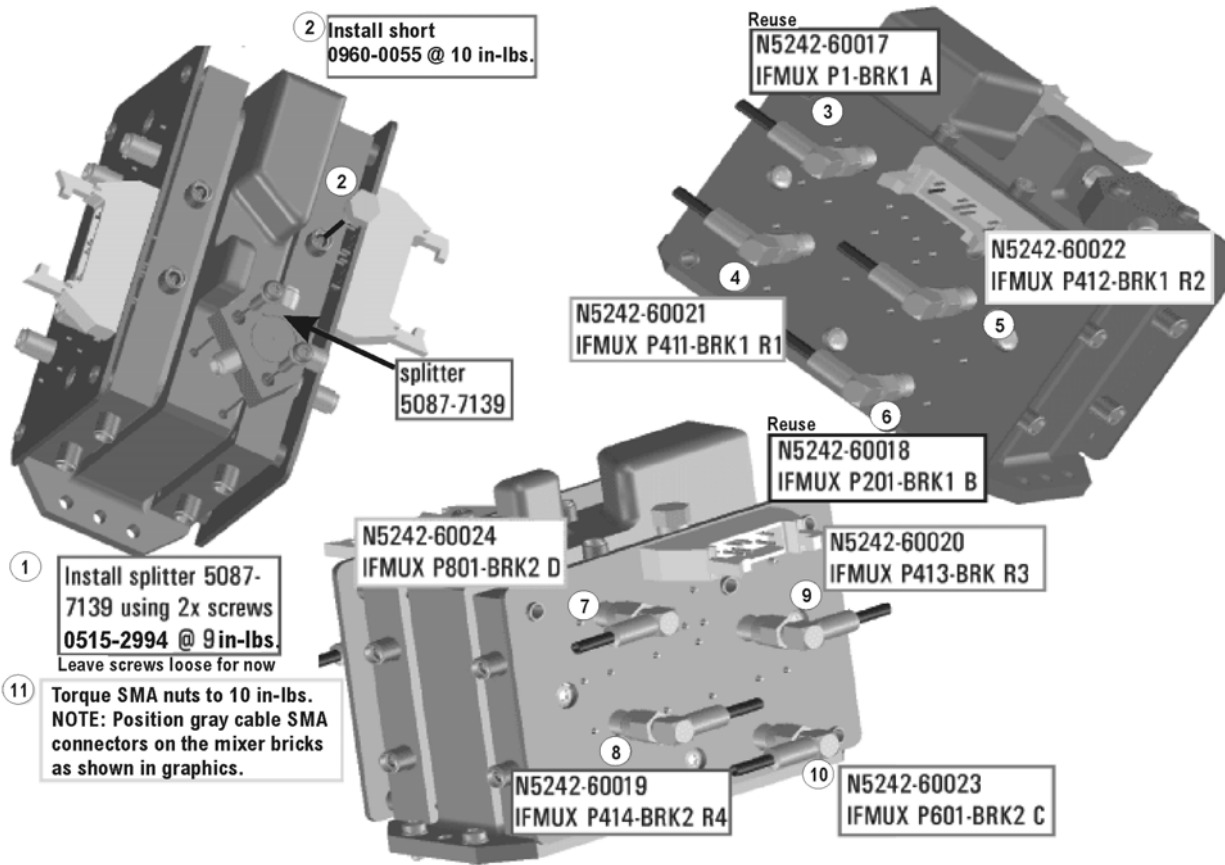 2
Install short
0960-0055 @ 10 in-lbs.
Reuse
N5242-60017
IFMUX P1-BRK1 A
3
2
4
N5242-60022
IFMUX P412-BRK1 R2
5
N5242-60021
IFMUX P411-BRK1 R1
splitter
5087-7139
6
Reuse
N5242-60018
IFMUX P201-BRK1 B
N5242-60024
IFMUX P801-BRK2 D
N5242-60020
IFMUX P413-BRK R3
1
Install splitter 5087-
7139 using 2x screws
0515-2994 @ 9 in-lbs.
Leave screws loose for now
7
9
11
Torque SMA nuts to 10 in-lbs.
NOTE: Position gray cable SMA
connectors on the mixer bricks
as shown in graphics.
8
N5242-60019
IFMUX P414-BRK2 R4
10
N5242-60023
IFMUX P601-BRK2 C